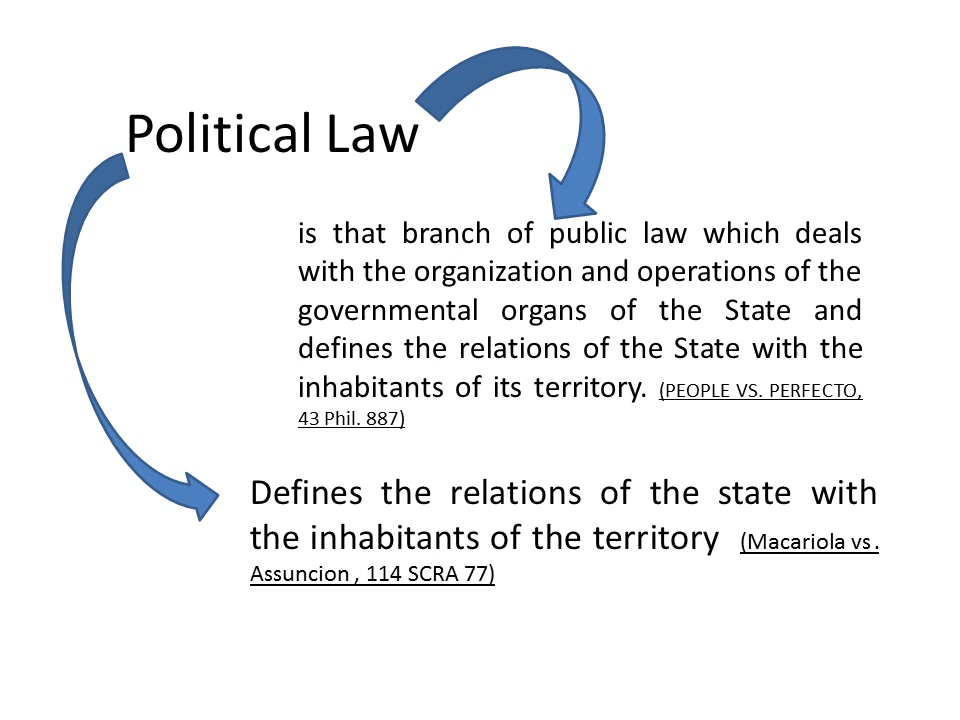 Political Law
is that branch of public law which deals
with the organization and operations of the
governmental organs of the State and
defines the relations of the State with the
inhabitants of its territory. (PEOPLE VS. PERFECTO,
43 Phil. 887)
Defines the relations of the state with
the inhabitants of the territory (Macariola vs .
Assuncion , 114 SCRA 77)